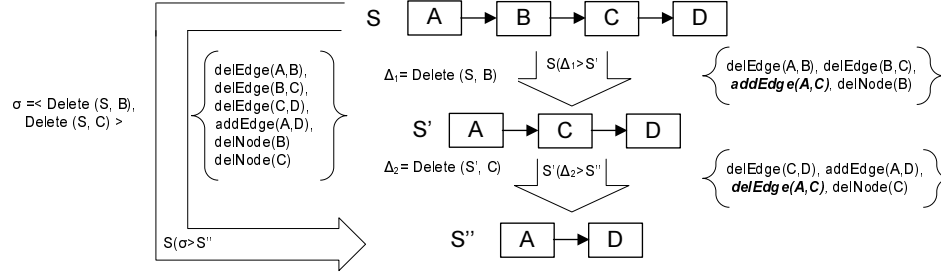 S A B C D
Δ1= Delete (S, B)
S(Δ1>S'
delEdge(A,B), delEdge(B,C),
addEdge(A,C), delNode(B)
σ =< Delete (S, B),
Delete (S, C) >
delEdge(A,B),
delEdge(B,C),
delEdge(C,D),
addEdge(A,D),
delNode(B)
delNode(C)
S' A C D
Δ2= Delete (S', C)
S'(Δ2>S''
delEdge(C,D), addEdge(A,D),
delEdge(A,C), delNode(C)
S(σ>S''
S'' A D